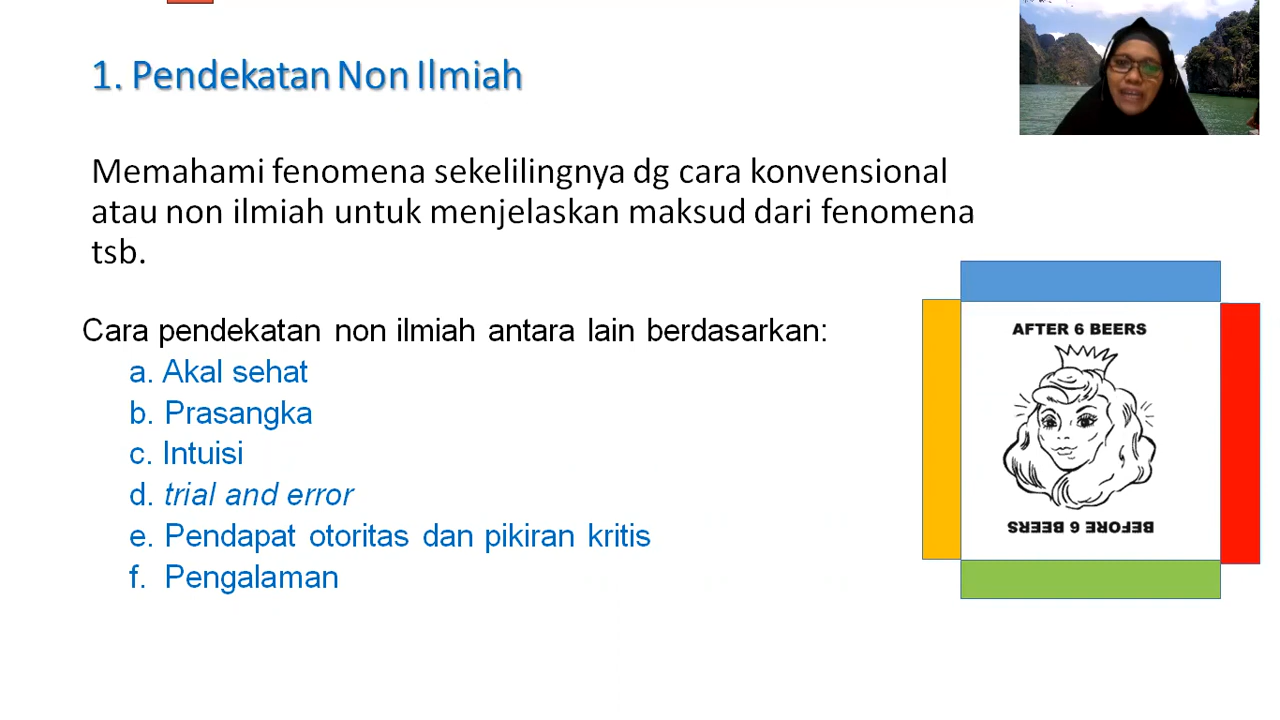 1. Pendekatan Non Ilmiah
Memahami fenomena sekelilingnya dg cara konvensional
atau non ilmiah untuk menjelaskan maksud dari fenomena
tsb.
Cara pendekatan non ilmiah antara lain berdasarkan:
a. Akal sehat
b. Prasangka
c. Intuisi
d. trial and error
e. Pendapat otoritas dan pikiran kritis
f. Pengalaman
AFTER 6 BEERS
BEFORE 6 BEERS